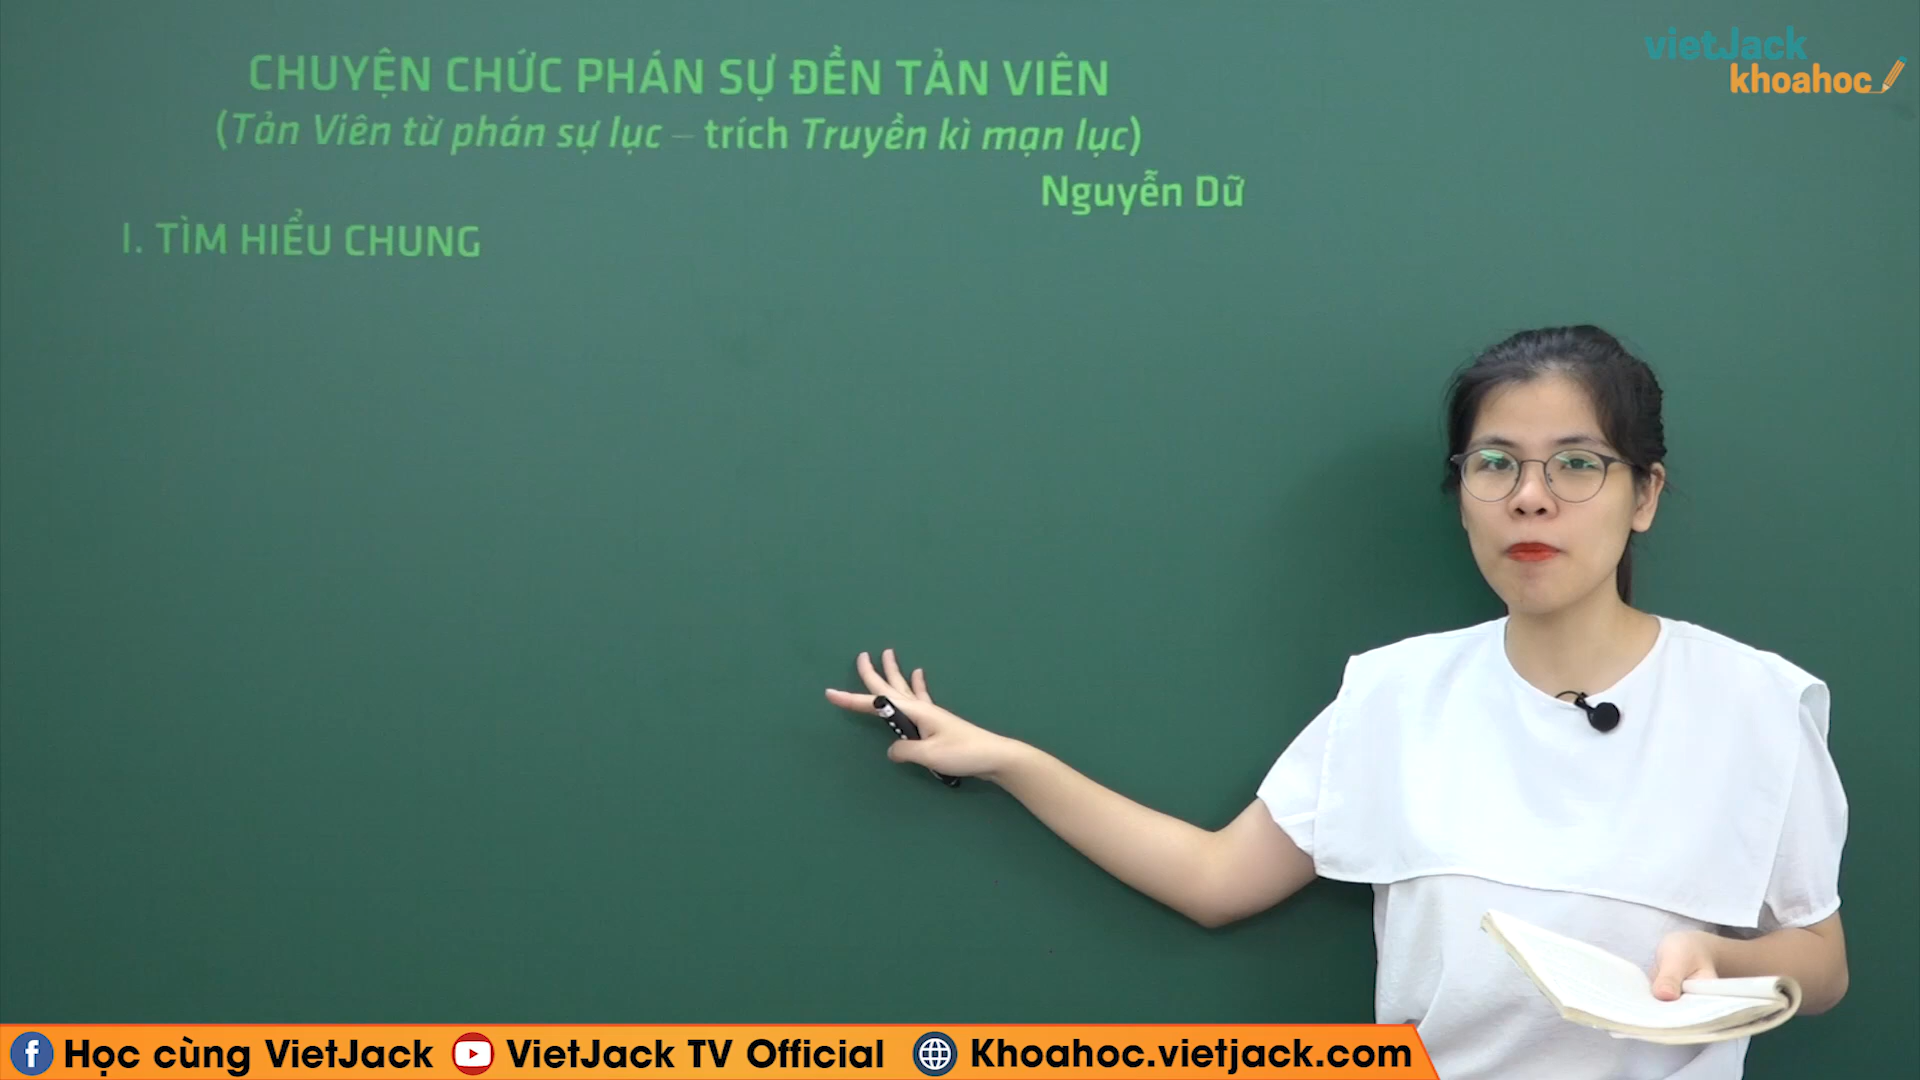 vietJack
khoahoc
CHUYỆN CHỨC PHÁN SỰ ĐỀN TẢN VIÊN
(Tản Viên từ phán sự lục – trích Truyền kì mạn lục)
Nguyễn Dữ
I. TÌM HIỂU CHUNG
Học cùng VietJack VietJack TV Official Khoahoc.vietjack.com